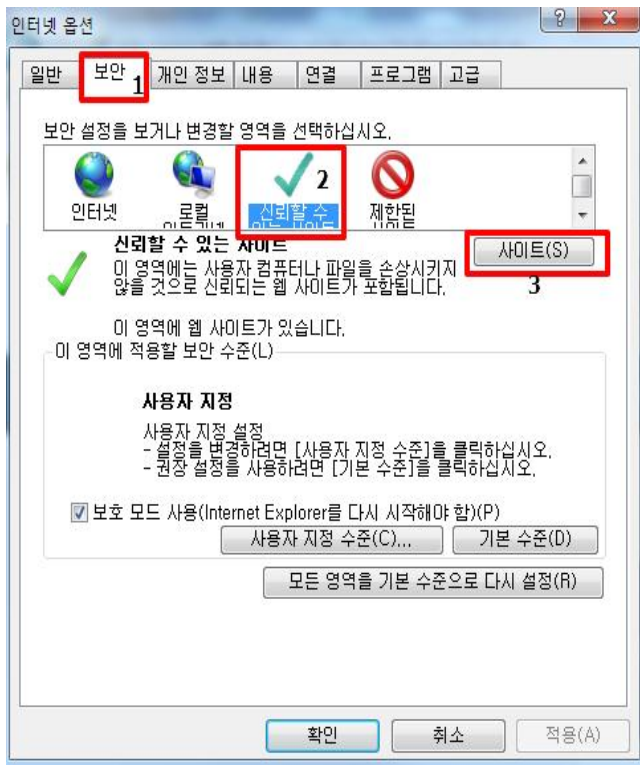 인터넷 옵션
일반 보안 개인 정보 내용 연결 프로그램 고급
1
보안 설정을 보거나 변경할 영역을 선택하십시오.
2
인터넷 로컬 신뢰할 수 제한된
신뢰할 수 있는 사이트
사이트(S)
3
이 영역에는 사용자 컴퓨터나 파일을 손상시키지
않을 것으로 신뢰되는 웹 사이트가 포함됩니다.
이 영역에 웹 사이트가 있습니다.
이 영역에 적용할 보안 수준(L)
사용자 지정
사용자 지정 설정
- 설정을 변경하려면 [사용자 지정 수준]을 클릭하십시오.
- 권장 설정을 사용하려면 [기본 수준]을 클릭하십시오.
보호 모드 사용(Internet Explorer를 다시 시작해야 함)(P)
사용자 지정 수준(C)... 기본 수준(D)
모든 영역을 기본 수준으로 다시 설정(R)
확인 취소 적용(A)